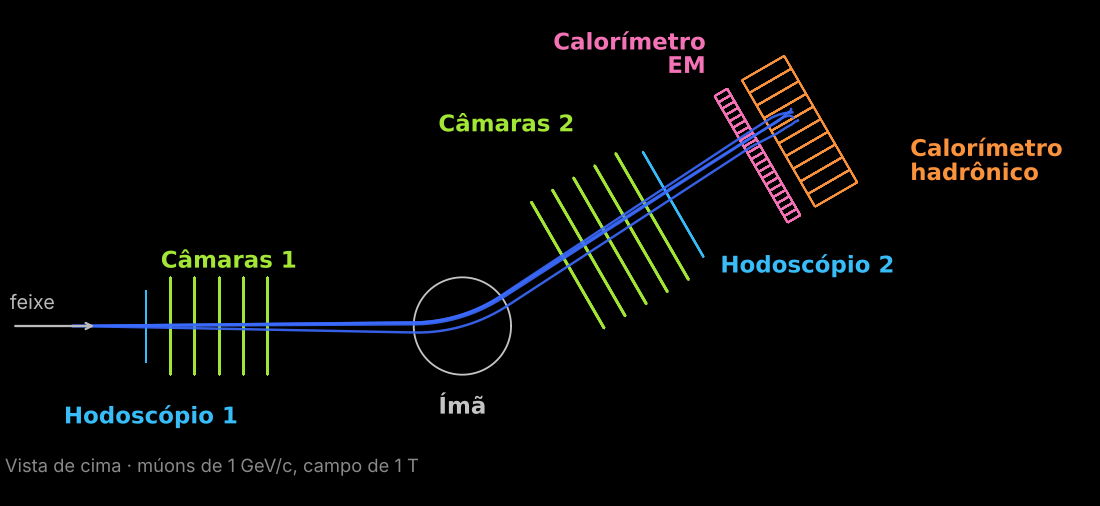 Calorímetro
EM
Câmaras 2
Calorímetro
hadrônico
Câmaras 1
Hodoscópio 2
feixe
Ímã
Hodoscópio 1
Vista de cima · múons de 1 GeV/c, campo de 1 T